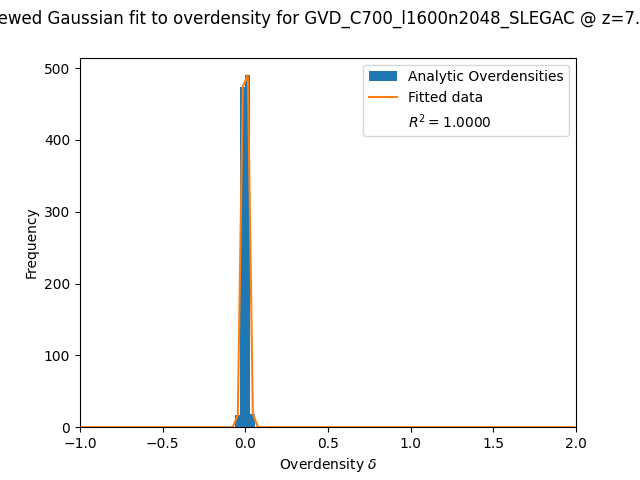 ewed Gaussian fit to overdensity for GVD_C700_l1600n2048_SLEGAC @ z=7.
Analytic Overdensities
Fitted data
R² = 1.0000
Frequency
500
400
300
200
100
0
−1.0 −0.5 0.0 0.5 1.0 1.5 2.0
Overdensity δ